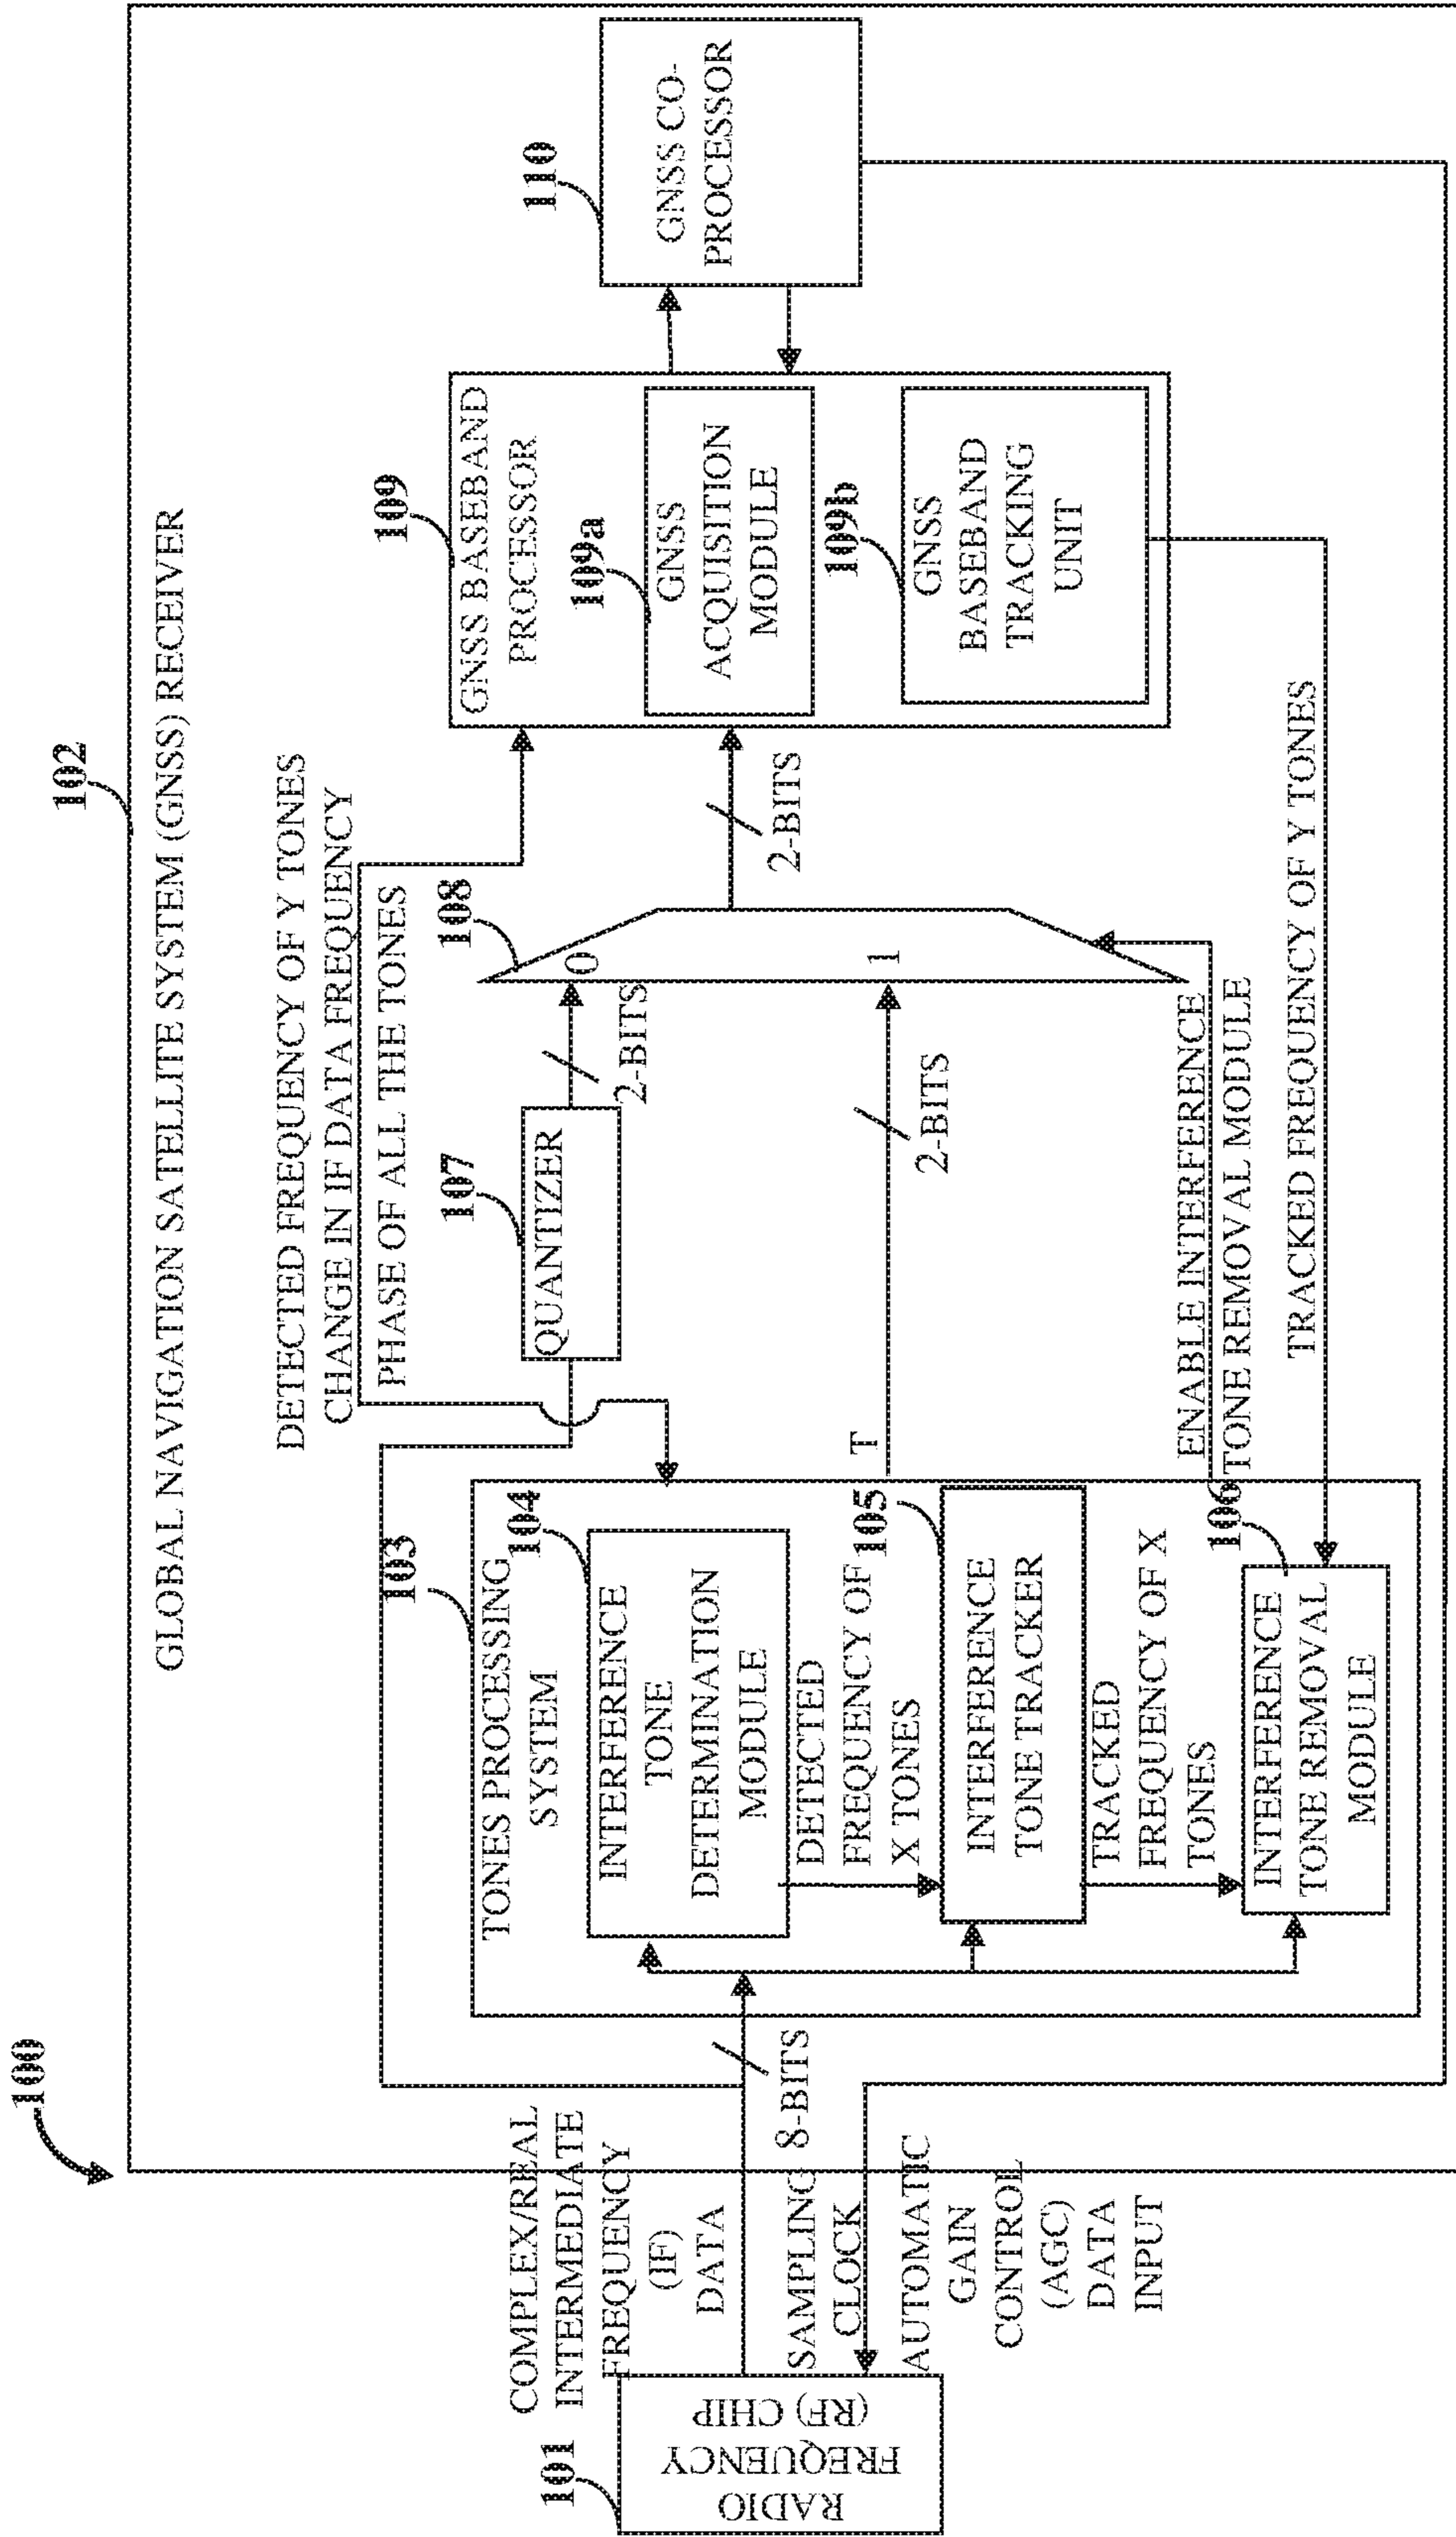 100
102
GLOBAL NAVIGATION SATELLITE SYSTEM (GNSS) RECEIVER
101
RADIO
FREQUENCY
(RF) CHIP
COMPLEX/REAL
INTERMEDIATE
FREQUENCY
(IF)
DATA
SAMPLING
CLOCK
AUTOMATIC
GAIN
CONTROL
(AGC)
DATA
INPUT
8-BITS
103
TONES PROCESSING
SYSTEM
104
INTERFERENCE
TONE
DETERMINATION
MODULE
DETECTED
FREQUENCY OF
X TONES
105
INTERFERENCE
TONE TRACKER
TRACKED
FREQUENCY OF X
TONES
106
INTERFERENCE
TONE REMOVAL
MODULE
DETECTED FREQUENCY OF Y TONES
CHANGE IN IF DATA FREQUENCY
PHASE OF ALL THE TONES
107
QUANTIZER
2-BITS
T
2-BITS
108
0
1
ENABLE INTERFERENCE
TONE REMOVAL MODULE
TRACKED FREQUENCY OF Y TONES
2-BITS
109
GNSS BASEBAND
PROCESSOR
109a
GNSS
ACQUISITION
MODULE
109b
GNSS
BASEBAND
TRACKING
UNIT
110
GNSS CO-
PROCESSOR